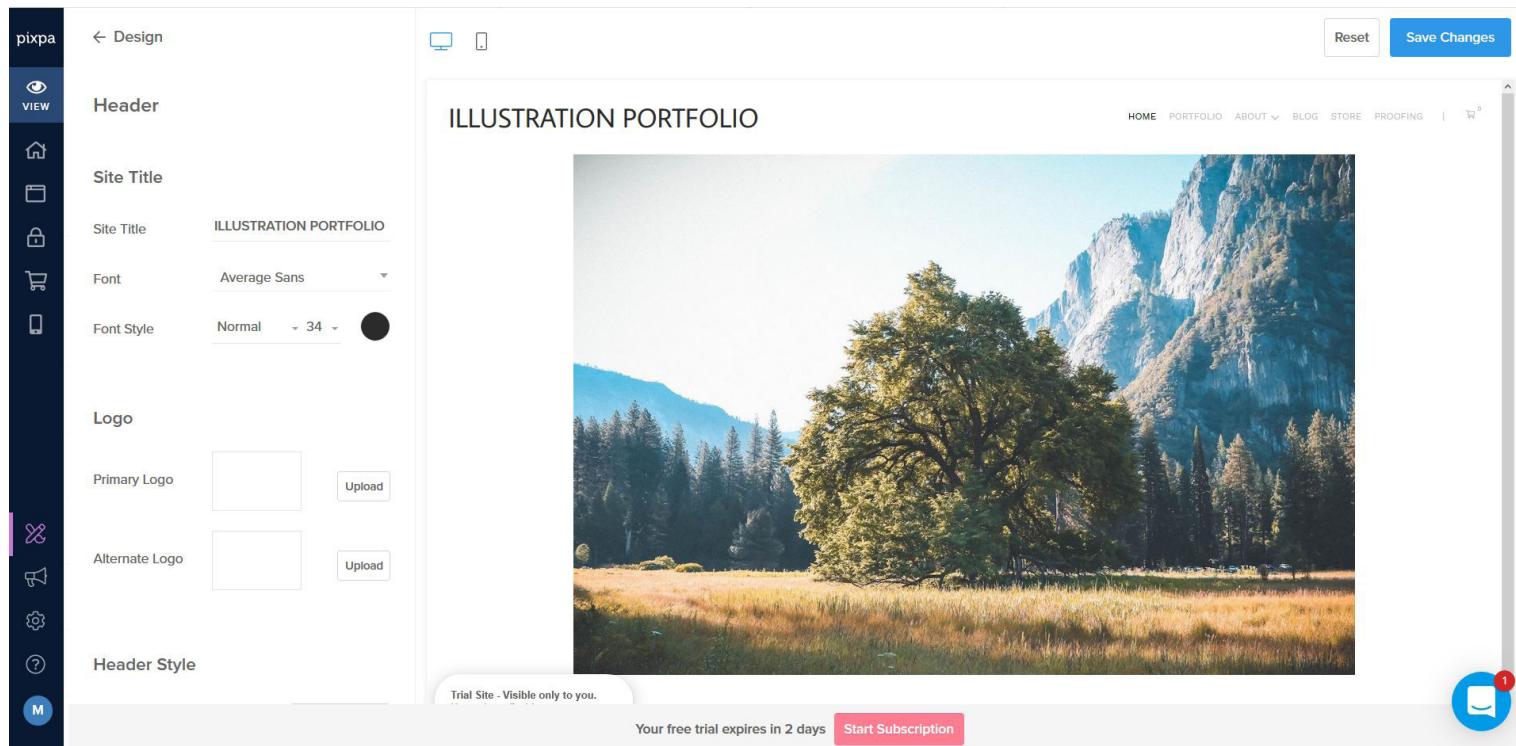 pixpa
VIEW
← Design
Reset
Save Changes
Header
Site Title
Site Title ILLUSTRATION PORTFOLIO
Font Average Sans
Font Style Normal 34
Logo
Primary Logo Upload
Alternate Logo Upload
Header Style
M
ILLUSTRATION PORTFOLIO
HOME PORTFOLIO ABOUT BLOG STORE PROOFING | 0
Trial Site - Visible only to you.
Your free trial expires in 2 days Start Subscription
1